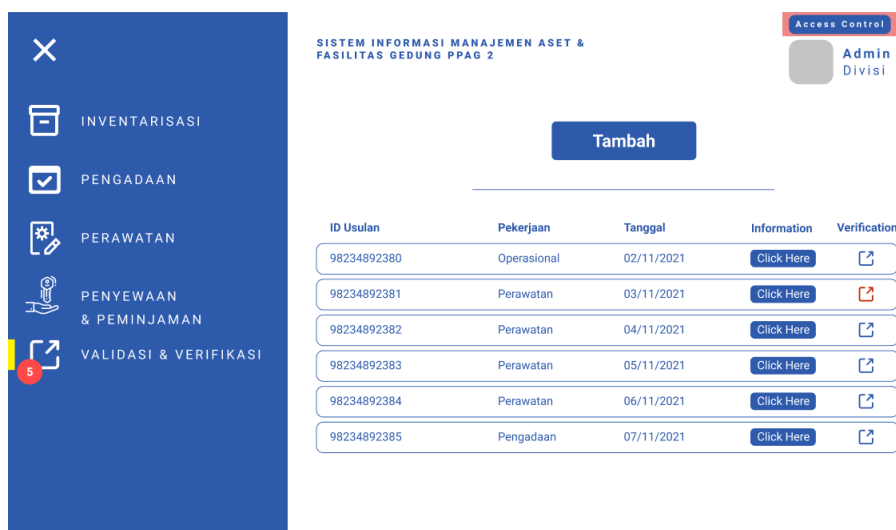 Access Control
SISTEM INFORMASI MANAJEMEN ASET &
FASILITAS GEDUNG PPAG 2
Admin
Divisi
INVENTARISASI
PENGADAAN
PERAWATAN
PENYEWAAN
& PEMINJAMAN
VALIDASI & VERIFIKASI
5
Tambah
ID Usulan Pekerjaan Tanggal Information Verification
98234892380 Operasional 02/11/2021 Click Here
98234892381 Perawatan 03/11/2021 Click Here
98234892382 Perawatan 04/11/2021 Click Here
98234892383 Perawatan 05/11/2021 Click Here
98234892384 Perawatan 06/11/2021 Click Here
98234892385 Pengadaan 07/11/2021 Click Here